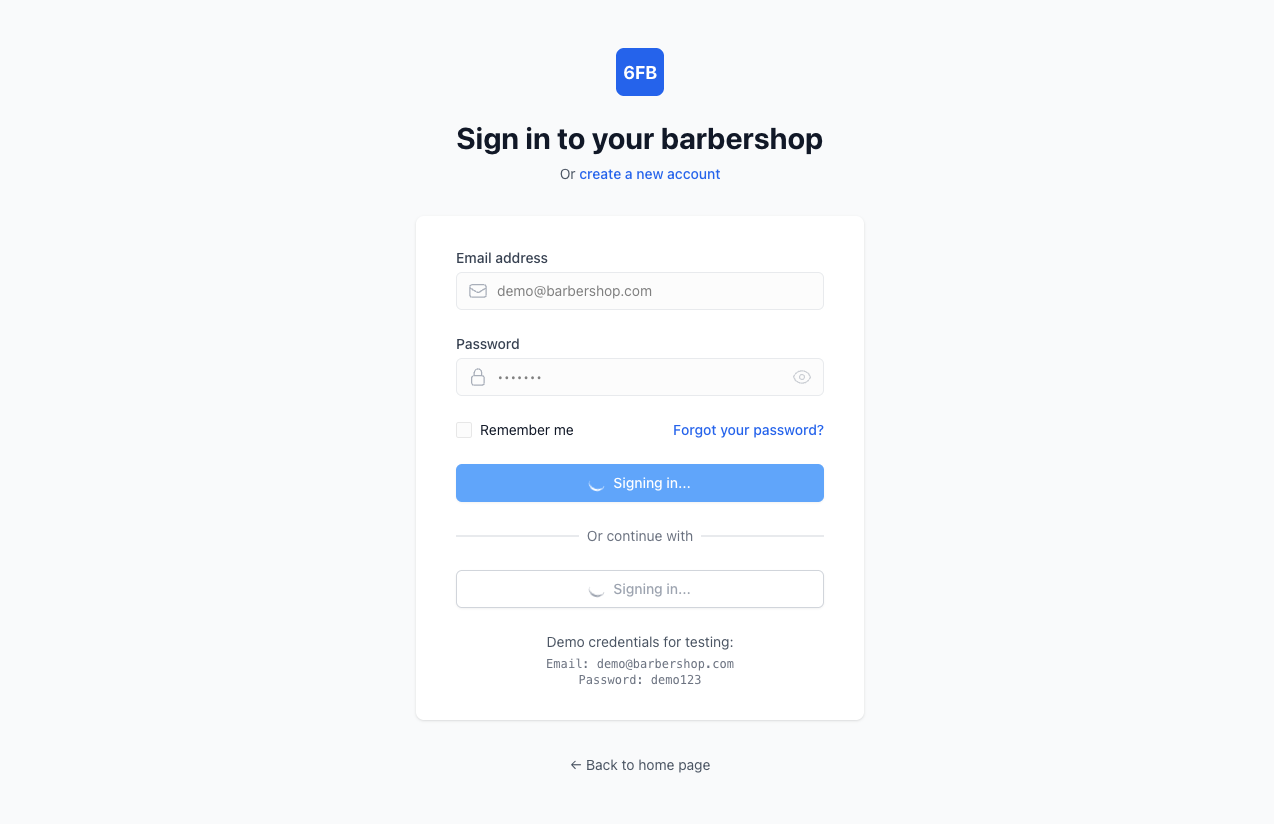 6FB
Sign in to your barbershop
Or create a new account
Email address
demo@barbershop.com
Password
•••••••
Remember me
Forgot your password?
Signing in...
Or continue with
Signing in...
Demo credentials for testing:
Email: demo@barbershop.com
Password: demo123
← Back to home page